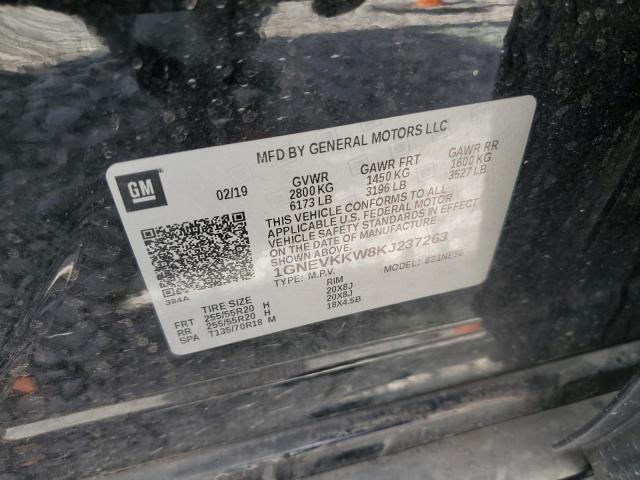 MFD BY GENERAL MOTORS LLC
GM
02/19
GVWR GAWR FRT GAWR RR
2800 KG 1450 KG 1600 KG
6173 LB 3196 LB 3527 LB
THIS VEHICLE CONFORMS TO ALL
APPLICABLE U.S. FEDERAL MOTOR
VEHICLE SAFETY STANDARDS IN EFFECT
ON THE DATE OF MANUFACTURE
SHOWN ABOVE.
1GNEVKKW8KJ237263
TYPE: M.P.V. MODEL:
384A
TIRE SIZE RIM
FRT 255/55R20 H 20X8J
RR 255/55R20 H 20X8J
SPA T135/70R18 M 18X4.5B